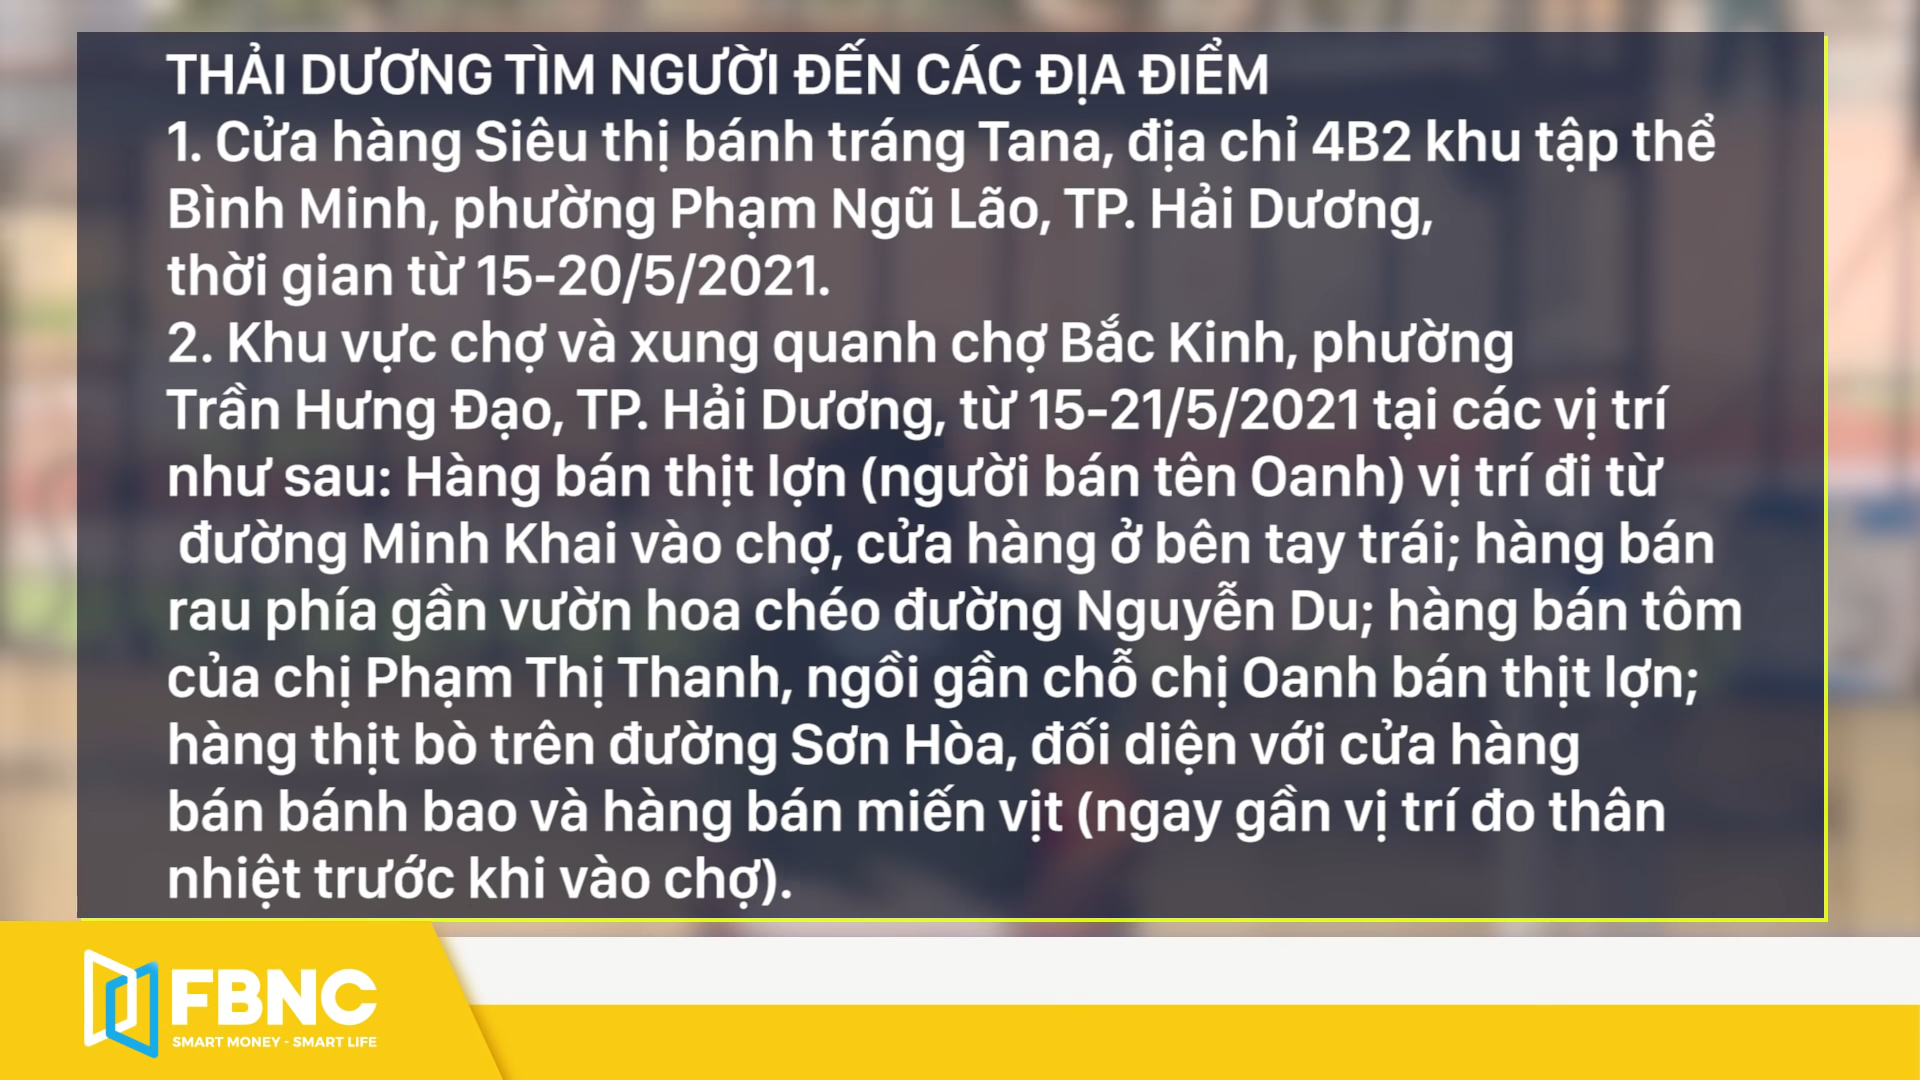 THẢI DƯƠNG TÌM NGƯỜI ĐẾN CÁC ĐỊA ĐIỂM
1. Cửa hàng Siêu thị bánh tráng Tana, địa chỉ 4B2 khu tập thể
Bình Minh, phường Phạm Ngũ Lão, TP. Hải Dương,
thời gian từ 15-20/5/2021.
2. Khu vực chợ và xung quanh chợ Bắc Kinh, phường
Trần Hưng Đạo, TP. Hải Dương, từ 15-21/5/2021 tại các vị trí
như sau: Hàng bán thịt lợn (người bán tên Oanh) vị trí đi từ
đường Minh Khai vào chợ, cửa hàng ở bên tay trái; hàng bán
rau phía gần vườn hoa chéo đường Nguyễn Du; hàng bán tôm
của chị Phạm Thị Thanh, ngồi gần chỗ chị Oanh bán thịt lợn;
hàng thịt bò trên đường Sơn Hòa, đối diện với cửa hàng
bán bánh bao và hàng bán miến vịt (ngay gần vị trí đo thân
nhiệt trước khi vào chợ).
FBNC
SMART MONEY - SMART LIFE